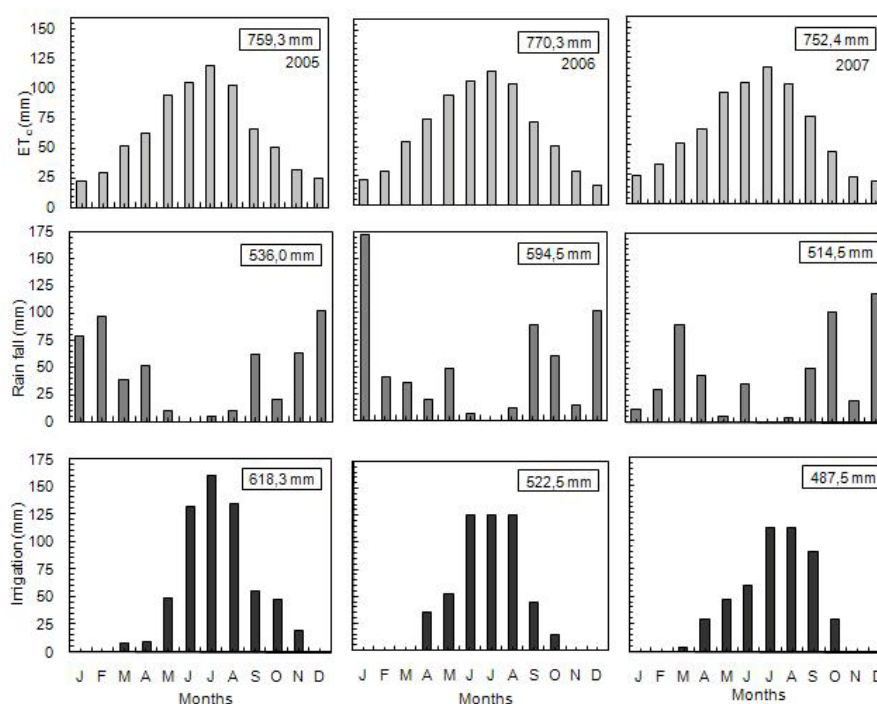 150
125
100
75
50
25
0
ETc (mm)
759,3 mm
2005
770,3 mm
2006
752,4 mm
2007
175
150
125
100
75
50
25
0
Rain fall (mm)
536,0 mm
594,5 mm
514,5 mm
175
150
125
100
75
50
25
0
Irrigation (mm)
618,3 mm
522,5 mm
487,5 mm
J F M A M J J A S O N D
J F M A M J J A S O N D
J F M A M J J A S O N D
Months
Months
Months